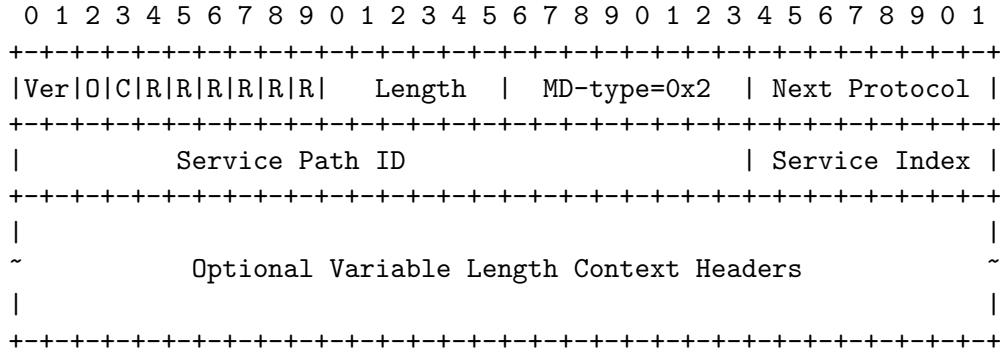 0 1 2 3 4 5 6 7 8 9 0 1 2 3 4 5 6 7 8 9 0 1 2 3 4 5 6 7 8 9 0 1
+-+-+-+-+-+-+-+-+-+-+-+-+-+-+-+-+-+-+-+-+-+-+-+-+-+-+-+-+-+-+-+-+
|Ver|O|C|R|R|R|R|R|R|   Length  |  MD-type=0x2  | Next Protocol |
+-+-+-+-+-+-+-+-+-+-+-+-+-+-+-+-+-+-+-+-+-+-+-+-+-+-+-+-+-+-+-+-+
|          Service Path ID                      | Service Index |
+-+-+-+-+-+-+-+-+-+-+-+-+-+-+-+-+-+-+-+-+-+-+-+-+-+-+-+-+-+-+-+-+
|                                                               |
~           Optional Variable Length Context Headers            ~
|                                                               |
+-+-+-+-+-+-+-+-+-+-+-+-+-+-+-+-+-+-+-+-+-+-+-+-+-+-+-+-+-+-+-+-+